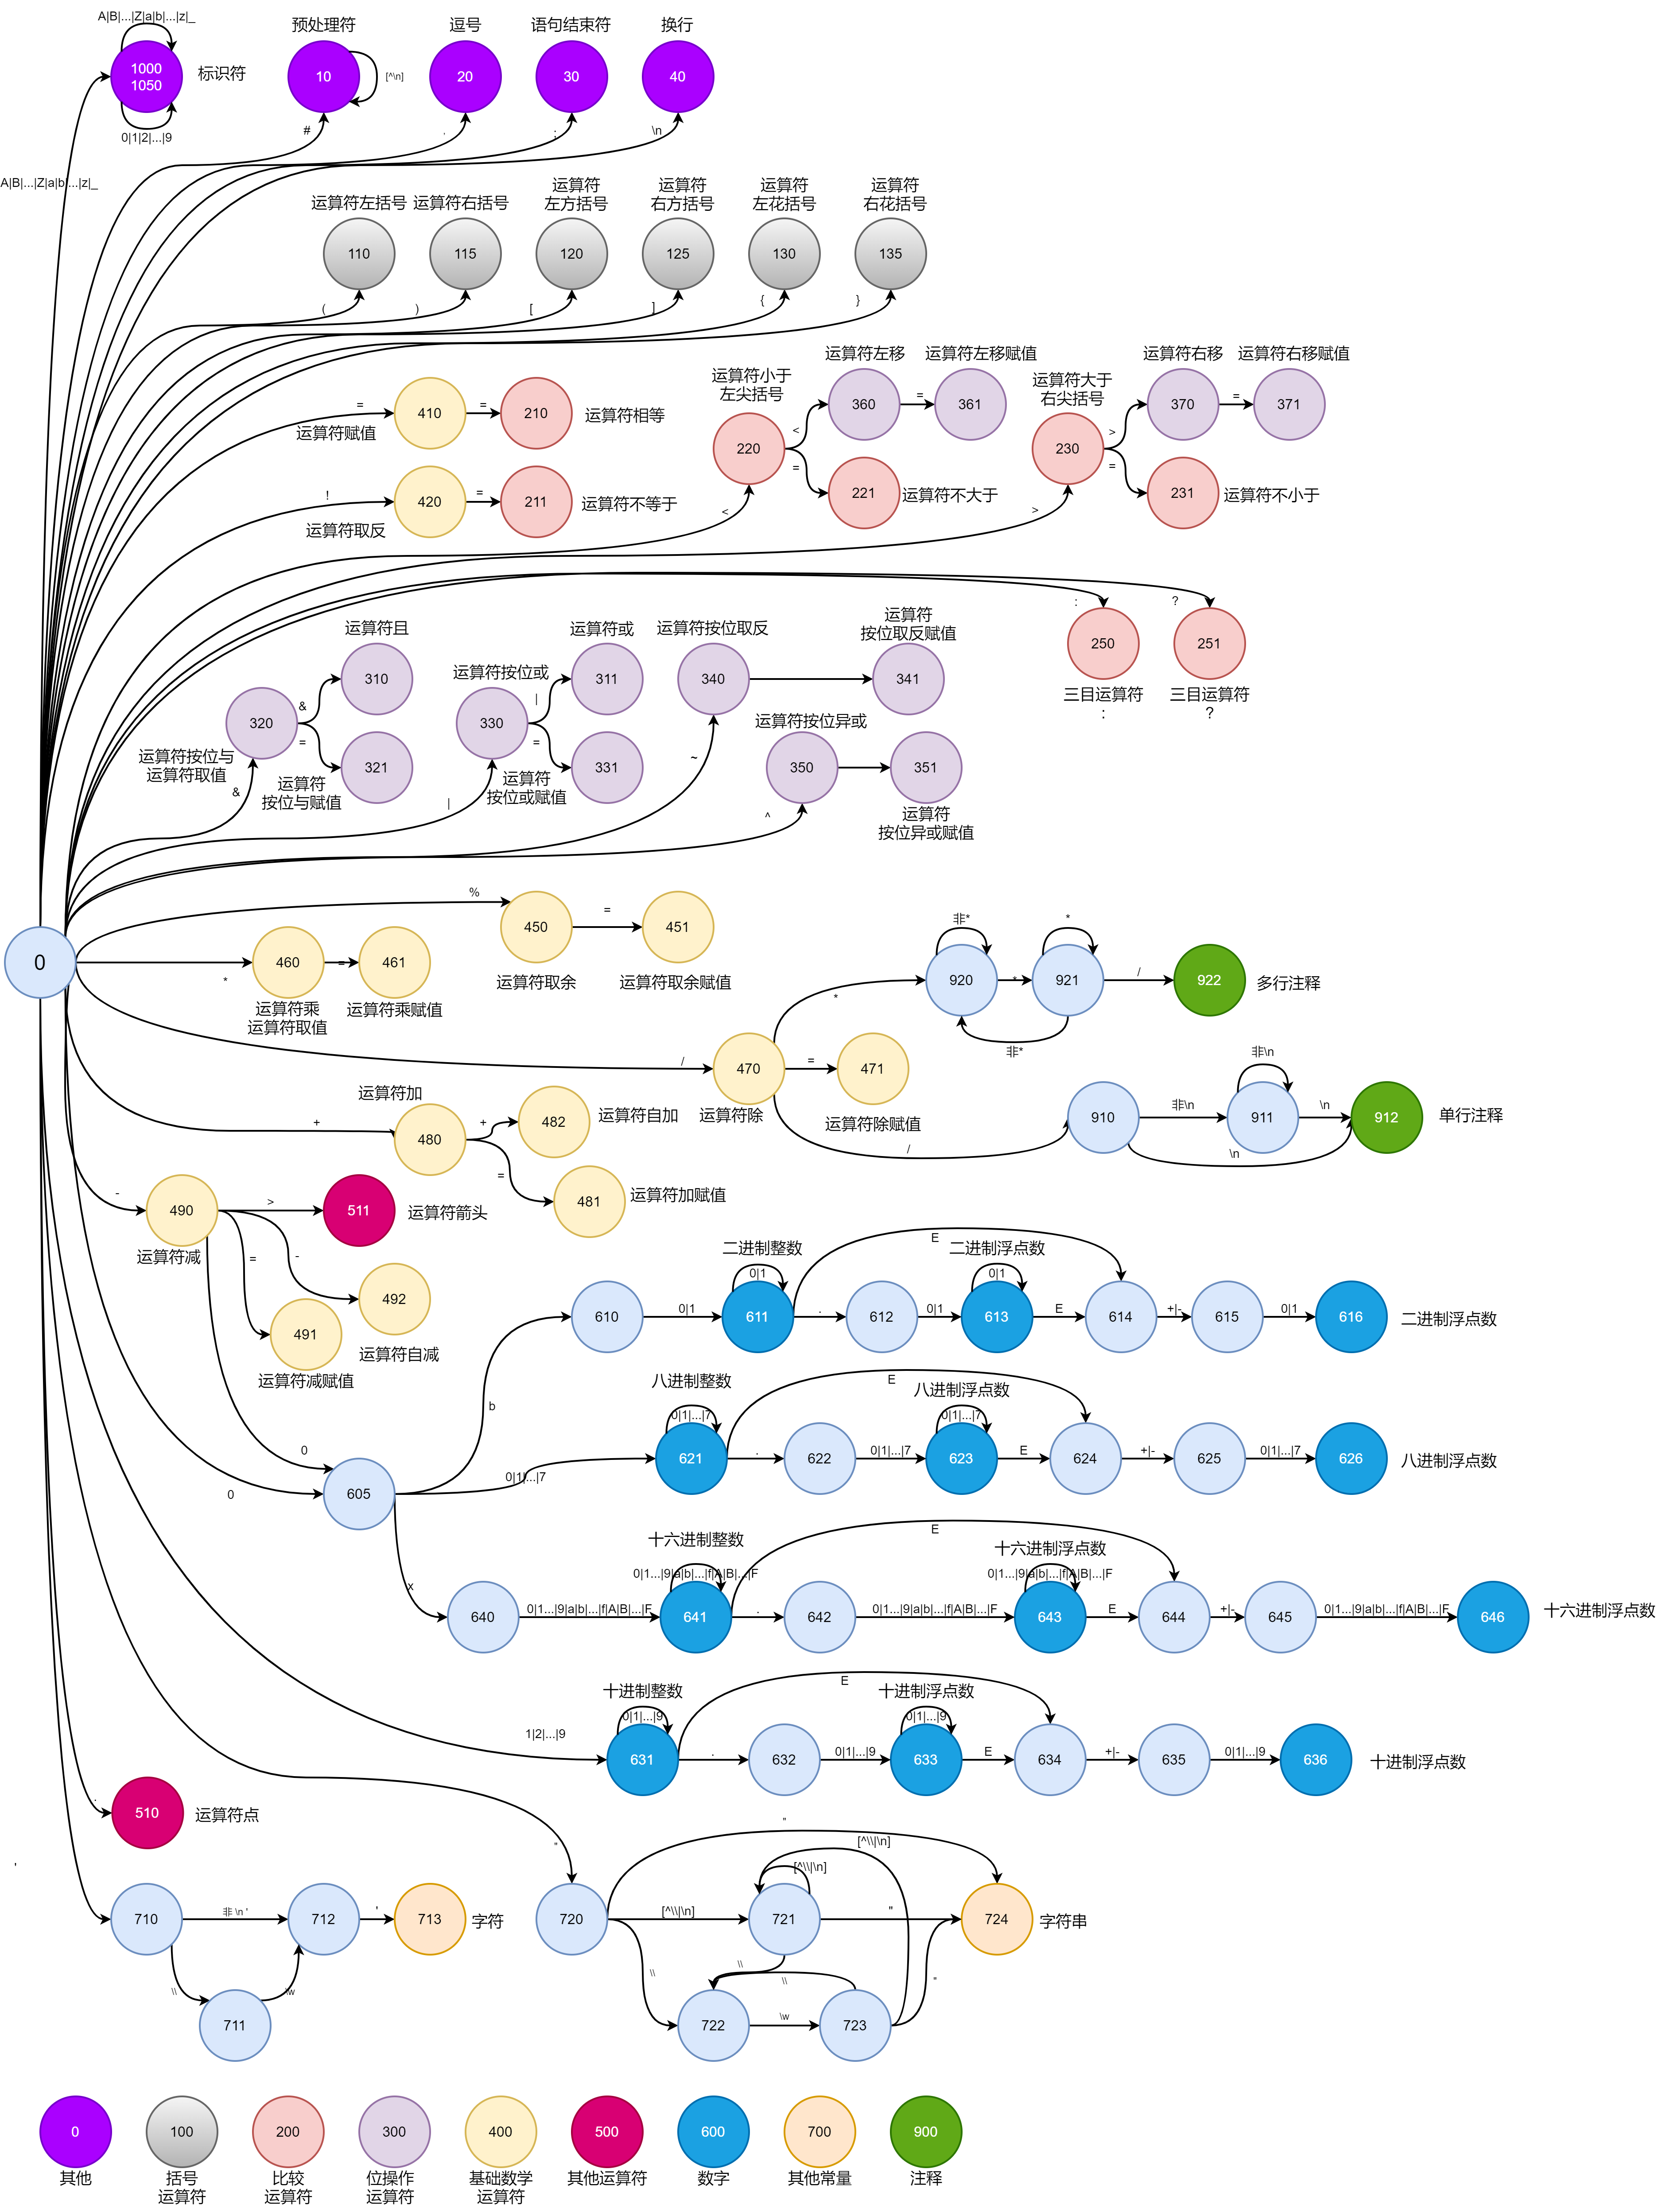 A|B|...|Z|a|b|...|z|_
预处理符
逗号
语句结束符
换行
1000
1050
标识符
10
[^\n]
20
30
40
0|1|2|...|9
#
,
;
\n
A|B|...|Z|a|b|...|z|_
运算符左括号
运算符右括号
运算符
左方括号
运算符
右方括号
运算符
左花括号
运算符
右花括号
110
115
120
125
130
135
(
)
[
]
{
}
=
410
=
210
运算符相等
运算符赋值
运算符小于
左尖括号
220
<
运算符左移
360
=
运算符左移赋值
361
=
221
运算符不大于
运算符大于
右尖括号
230
>
运算符右移
370
=
运算符右移赋值
371
=
231
运算符不小于
!
420
=
211
运算符不等于
运算符取反
<
>
:
?
250
251
三目运算符
:
三目运算符
?
运算符且
310
320
&
=
321
运算符按位与
运算符取值
运算符
按位与赋值
&
运算符或
311
运算符按位或
330
|
=
331
运算符
按位或赋值
|
运算符按位取反
340
运算符
按位取反赋值
341
~
运算符按位异或
350
351
运算符
按位异或赋值
^
%
450
=
451
运算符取余
运算符取余赋值
0
460
=
461
*
运算符乘
运算符取值
运算符乘赋值
非*
*
920
*
921
/
922
多行注释
*
非*
/
470
=
471
运算符除
运算符除赋值
/
非\n
910
非\n
911
\n
912
单行注释
\n
运算符加
+
480
+
482
运算符自加
=
481
运算符加赋值
-
490
>
511
运算符箭头
运算符减
=
-
492
491
运算符自减
运算符减赋值
E
二进制整数
二进制浮点数
0|1
0|1
610
0|1
611
.
612
0|1
613
E
614
+|-
615
0|1
616
二进制浮点数
b
E
八进制整数
八进制浮点数
0|1|...|7
0|1|...|7
621
.
622
0|1|...|7
623
E
624
+|-
625
0|1|...|7
626
八进制浮点数
0
0
605
0|1|...|7
x
E
十六进制整数
十六进制浮点数
0|1...|9|a|b|...|f|A|B|...|F
0|1...|9|a|b|...|f|A|B|...|F
640
0|1...|9|a|b|...|f|A|B|...|F
641
.
642
0|1...|9|a|b|...|f|A|B|...|F
643
E
644
+|-
645
0|1...|9|a|b|...|f|A|B|...|F
646
十六进制浮点数
E
十进制整数
十进制浮点数
0|1|...|9
0|1|...|9
1|2|...|9
631
.
632
0|1|...|9
633
E
634
+|-
635
0|1|...|9
636
十进制浮点数
.
510
运算符点
'
710
非 \n '
712
'
713
字符
\\
\w
711
"
"
[^\\|\n]
[^\\|\n]
720
[^\\|\n]
721
"
724
字符串
\\
\\
\\
"
722
\w
723
0
100
200
300
400
500
600
700
900
其他
括号
运算符
比较
运算符
位操作
运算符
基础数学
运算符
其他运算符
数字
其他常量
注释